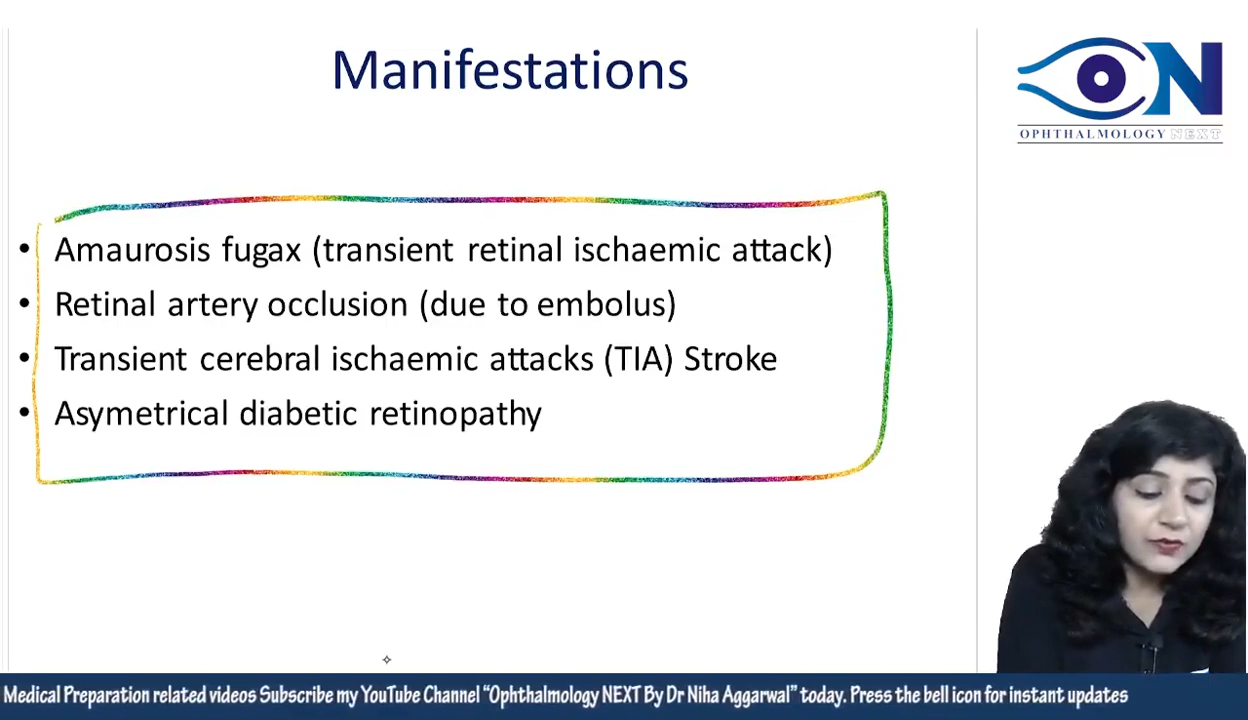 Manifestations
ON
OPHTHALMOLOGY NEXT
• Amaurosis fugax (transient retinal ischaemic attack)
• Retinal artery occlusion (due to embolus)
• Transient cerebral ischaemic attacks (TIA) Stroke
• Asymetrical diabetic retinopathy
Medical Preparation related videos Subscribe my YouTube Channel “Ophthalmology NEXT By Dr Niha Aggarwal” today. Press the bell icon for instant updates